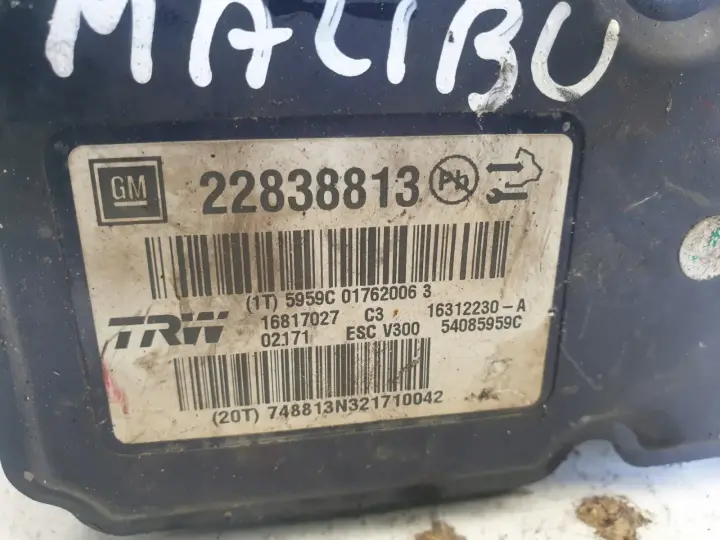 MALIBU
GM 22838813 Pb
(1T) 5959C 01762006 3
TRW 16817027 C3 16312230-A
02171 ESC V300 54085959C
(20T) 748813N321710042